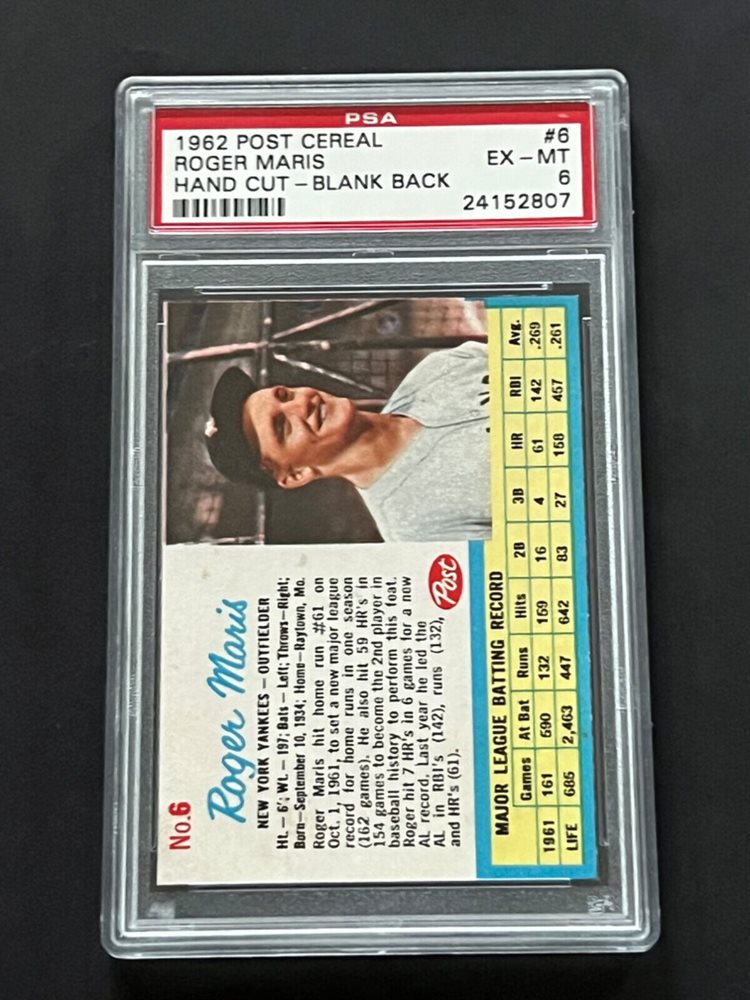 PSA
1962 POST CEREAL #6
ROGER MARIS EX-MT
HAND CUT-BLANK BACK 6
24152807
No.6
Roger Maris
NEW YORK YANKEES – OUTFIELDER
Ht. – 6'; Wt. – 197; Bats – Left; Throws – Right;
Born – September 10, 1934; Home – Raytown, Mo.
Roger Maris hit home run #61 on
Oct. 1, 1961, to set a new major league
record for home runs in one season
(162 games). He also hit 59 HR's in
154 games to become the 2nd player in
baseball history to perform this feat.
Roger hit 7 HR's in 6 games for a new
AL record. Last year he led the
AL in RBI's (142), runs (132),
and HR's (61).
Post
MAJOR LEAGUE BATTING RECORD
Games At Bat Runs Hits 2B 3B HR RBI Avg.
1961 161 590 132 159 16 4 61 142 .269
LIFE 685 2,463 447 642 83 27 158 457 .261